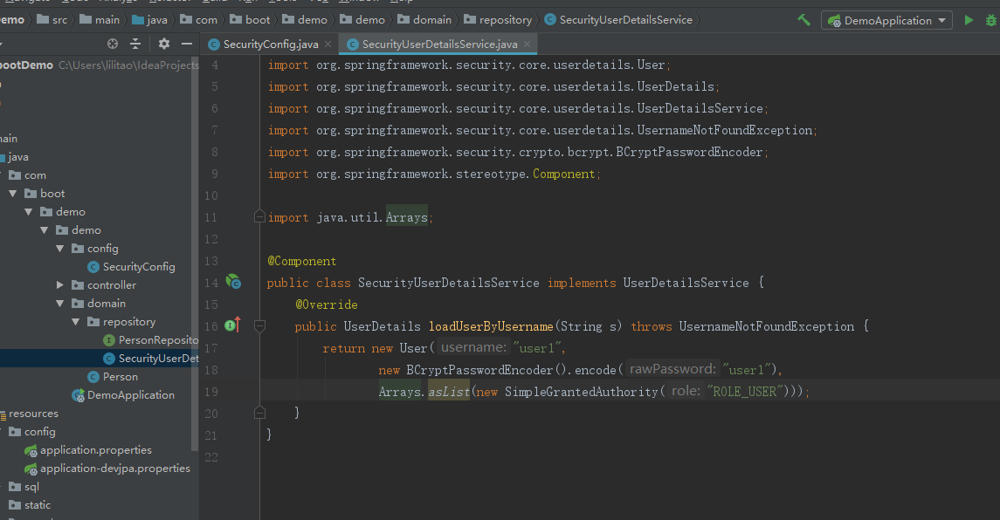 emo src main java com boot demo demo domain repository SecurityUserDetailsService DemoApplication
SecurityConfig.java SecurityUserDetailsService.java
bootDemo C:\Users\lilitao\IdeaProjects
main
java
com
boot
demo
demo
config
SecurityConfig
controller
domain
repository
PersonReposito
SecurityUserDet
Person
DemoApplication
resources
config
application.properties
application-devjpa.properties
sql
static
4 import org.springframework.security.core.userdetails.User;
5 import org.springframework.security.core.userdetails.UserDetails;
6 import org.springframework.security.core.userdetails.UserDetailsService;
7 import org.springframework.security.core.userdetails.UsernameNotFoundException;
8 import org.springframework.security.crypto.bcrypt.BCryptPasswordEncoder;
9 import org.springframework.stereotype.Component;
10
11 import java.util.Arrays;
12
13 @Component
14 public class SecurityUserDetailsService implements UserDetailsService {
15 @Override
16 public UserDetails loadUserByUsername(String s) throws UsernameNotFoundException {
17 return new User( username: "user1",
18 new BCryptPasswordEncoder().encode( rawPassword: "user1"),
19 Arrays.asList(new SimpleGrantedAuthority( role: "ROLE_USER")));
20 }
21 }
22